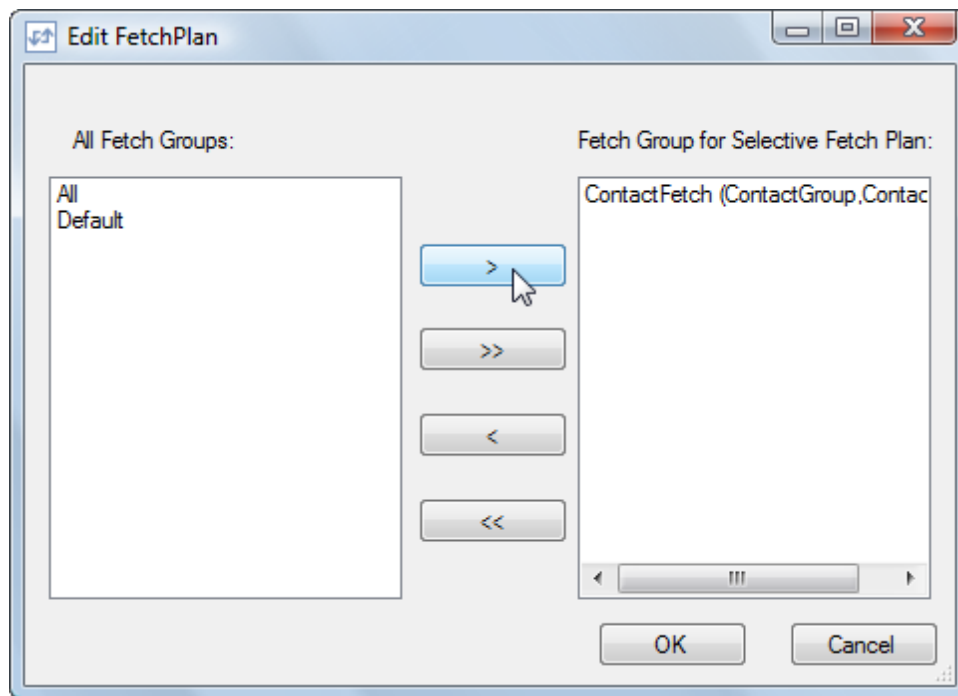 Edit FetchPlan
All Fetch Groups:
Fetch Group for Selective Fetch Plan:
All
Default
ContactFetch (ContactGroup,Contac
>
>>
<
<<
OK
Cancel